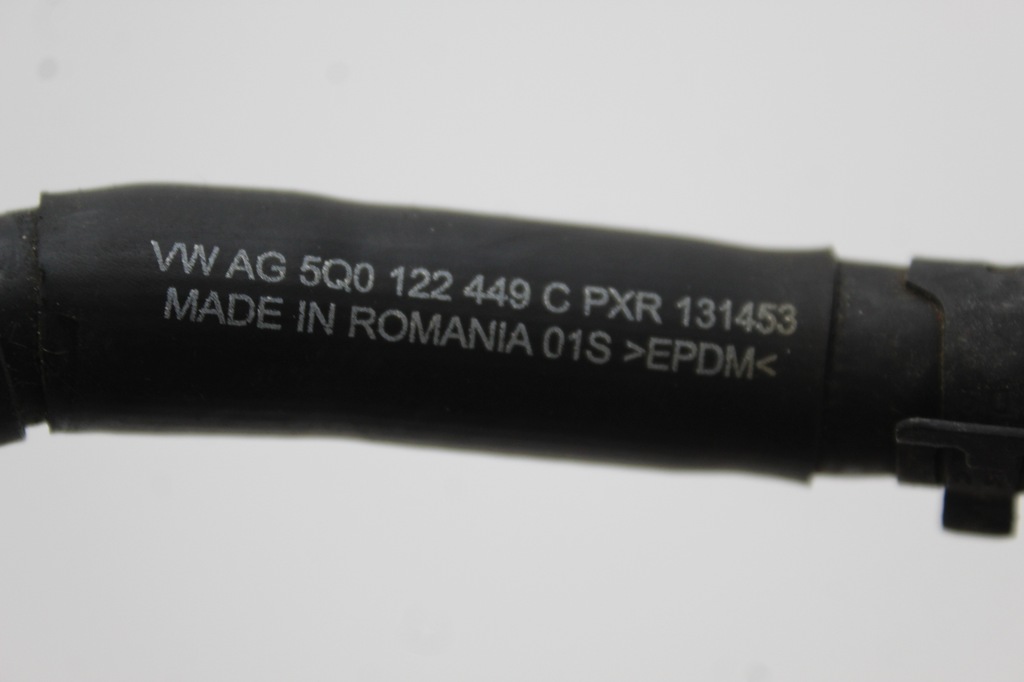 VW AG 5Q0 122 449 C PXR 131453
MADE IN ROMANIA 01S >EPDM<